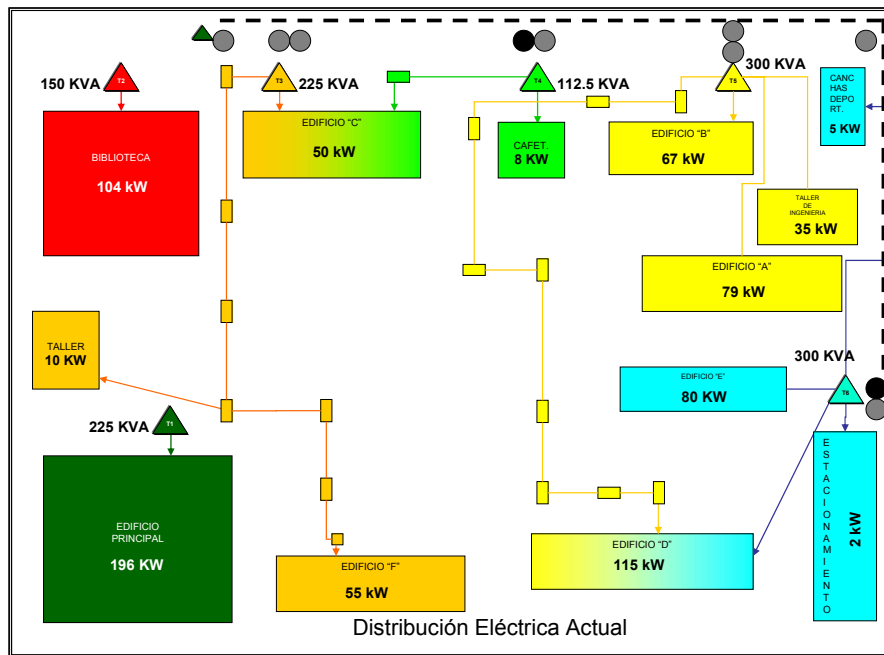 T2
150 KVA
T3
225 KVA
T4
112.5 KVA
T5
300 KVA
CANC
HAS
DEPO
RT.
5 KW
BIBLIOTECA
104 kW
EDIFICIO “C”
50 kW
CAFET.
8 KW
EDIFICIO “B”
67 kW
TALLER
DE
INGENIERIA
35 kW
EDIFICIO “A”
79 kW
TALLER
10 KW
300 KVA
T6
EDIFICIO “E”
80 KW
225 KVA
T1
EDIFICIO
PRINCIPAL
196 KW
ESTACIONAMIENTO
2 kW
EDIFICIO “D”
115 kW
EDIFICIO “F”
55 kW
Distribución Eléctrica Actual